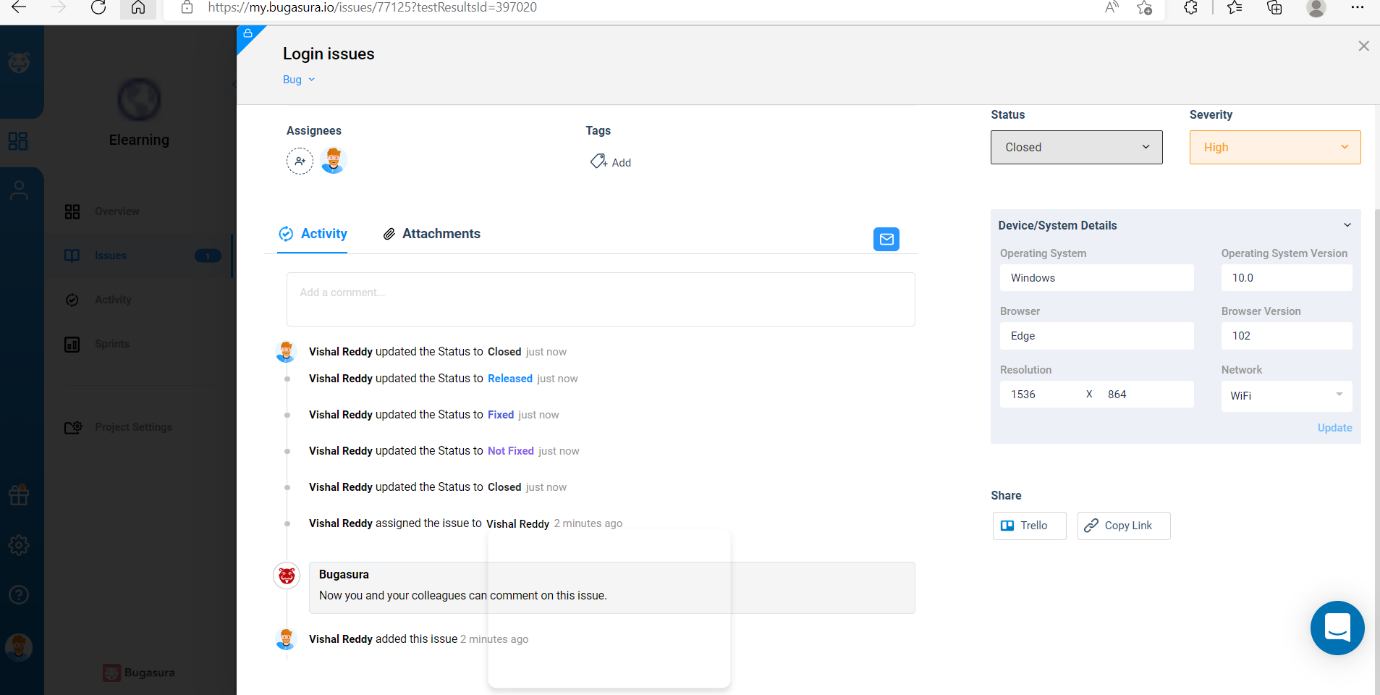 https://my.bugasura.io/issues/77125?testResultsId=397020
Elearning
Overview
Issues 1
Activity
Sprints
Project Settings
Bugasura
Login issues
Bug
Assignees
Tags
Add
Activity
Attachments
Add a comment...
Vishal Reddy updated the Status to Closed just now
Vishal Reddy updated the Status to Released just now
Vishal Reddy updated the Status to Fixed just now
Vishal Reddy updated the Status to Not Fixed just now
Vishal Reddy updated the Status to Closed just now
Vishal Reddy assigned the issue to Vishal Reddy 2 minutes ago
Bugasura
Now you and your colleagues can comment on this issue.
Vishal Reddy added this issue 2 minutes ago
Status
Severity
Closed
High
Device/System Details
Operating System
Operating System Version
Windows
10.0
Browser
Browser Version
Edge
102
Resolution
Network
1536 X 864
WiFi
Update
Share
Trello
Copy Link